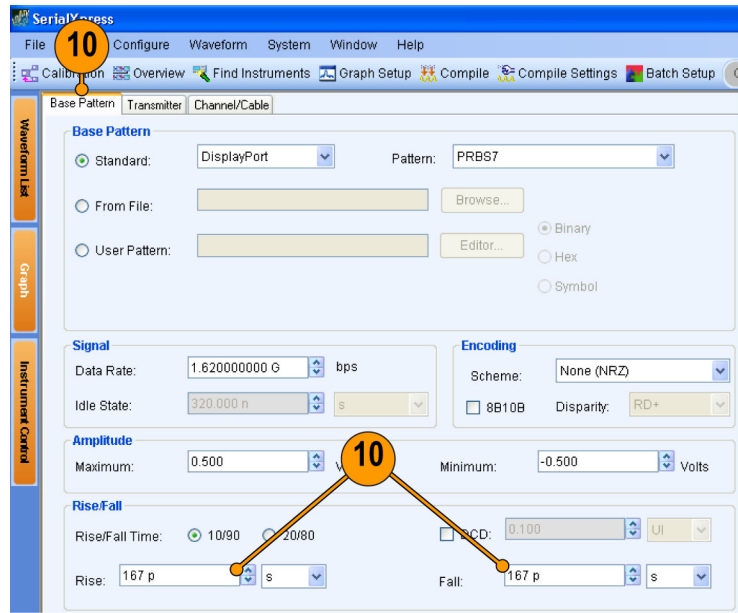 SerialXpress
File
10
Configure Waveform System Window Help
Calibration Overview Find Instruments Graph Setup Compile Compile Settings Batch Setup
Base Pattern Transmitter Channel/Cable
Waveform List
Graph
Instrument Control
Base Pattern
Standard: DisplayPort Pattern: PRBS7
From File: Browse...
User Pattern: Editor...
Binary
Hex
Symbol
Signal
Data Rate: 1.620000000 G bps
Idle State: 320.000 n s
Encoding
Scheme: None (NRZ)
8B10B Disparity: RD+
Amplitude
Maximum: 0.500
10
Minimum: -0.500 Volts
Rise/Fall
Rise/Fall Time: 10/90 20/80 DCD: 0.100 UI
Rise: 167 p s Fall: 167 p s